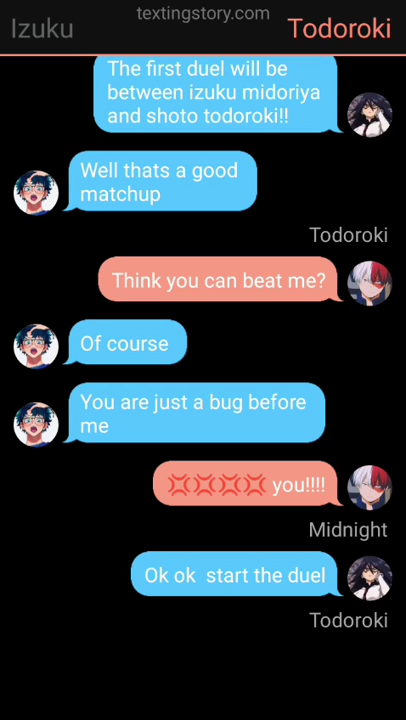 textingstory.com
Izuku
Todoroki
The first duel will be
between izuku midoriya
and shoto todoroki!!
Well thats a good
matchup
Todoroki
Think you can beat me?
Of course
You are just a bug before
me
💢💢💢💢 you!!!!
Midnight
Ok ok  start the duel
Todoroki